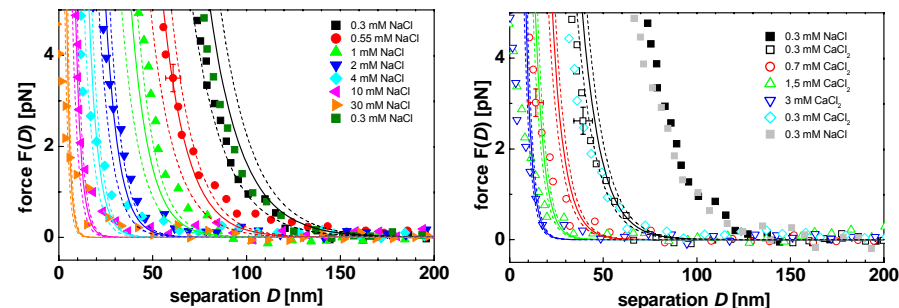 force F(D) [pN]
4
2
0
0 50 100 150 200
separation D [nm]
0.3 mM NaCl
0.55 mM NaCl
1 mM NaCl
2 mM NaCl
4 mM NaCl
10 mM NaCl
30 mM NaCl
0.3 mM NaCl
force F(D) [pN]
4
2
0
0 50 100 150 200
separation D [nm]
0.3 mM NaCl
0.3 mM CaCl₂
0.7 mM CaCl₂
1,5 mM CaCl₂
3 mM CaCl₂
0.3 mM CaCl₂
0.3 mM NaCl